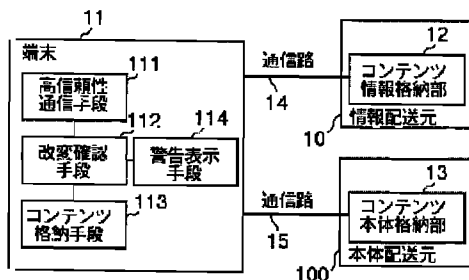 11
端末
111
高信頼性
通信手段
112
改変確認
手段
114
警告表示
手段
113
コンテンツ
格納手段
通信路
14
通信路
15
12
コンテンツ
情報格納部
情報配送元
10
13
コンテンツ
本体格納部
本体配送元
100